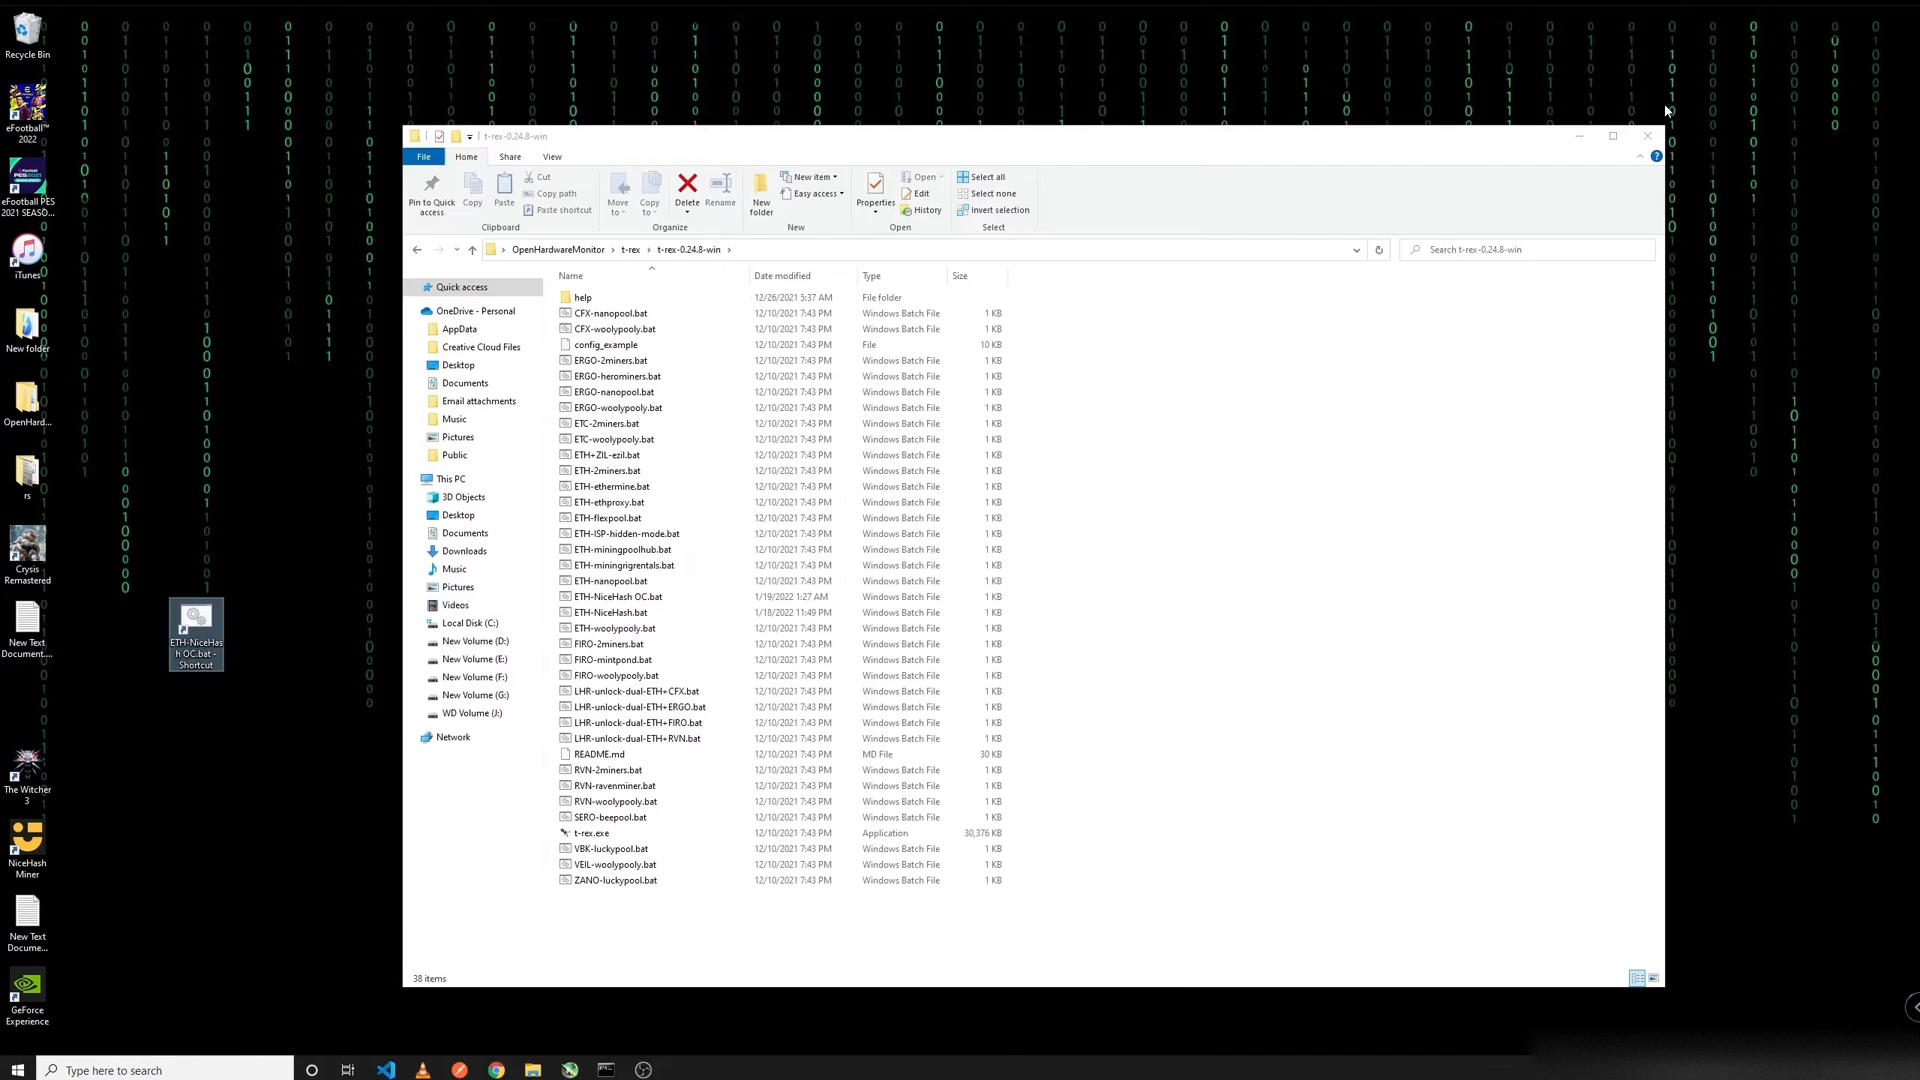 Recycle Bin
eFootball™
2022
eFootball PES
2021 SEASO...
iTunes
New folder
OpenHard...
rs
Crysis
Remastered
New Text
Document....
The Witcher
3
NiceHash
Miner
New Text
Docume...
GeForce
Experience
ETH-NiceHas
h OC.bat -
Shortcut
t-rex-0.24.8-win
File Home Share View
Pin to Quick
access
Copy
Paste
Cut
Copy path
Paste shortcut
Clipboard
Move
to
Copy
to
Delete
Rename
Organize
New
folder
New item
Easy access
New
Properties
Open
Edit
History
Open
Select all
Select none
Invert selection
Select
OpenHardwareMonitor › t-rex › t-rex-0.24.8-win ›
Search t-rex-0.24.8-win
Quick access
OneDrive - Personal
AppData
Creative Cloud Files
Desktop
Documents
Email attachments
Music
Pictures
Public
This PC
3D Objects
Desktop
Documents
Downloads
Music
Pictures
Videos
Local Disk (C:)
New Volume (D:)
New Volume (E:)
New Volume (F:)
New Volume (G:)
WD Volume (J:)
Network
Name Date modified Type Size
help 12/26/2021 5:37 AM File folder
CFX-nanopool.bat 12/10/2021 7:43 PM Windows Batch File 1 KB
CFX-woolypooly.bat 12/10/2021 7:43 PM Windows Batch File 1 KB
config_example 12/10/2021 7:43 PM File 10 KB
ERGO-2miners.bat 12/10/2021 7:43 PM Windows Batch File 1 KB
ERGO-herominers.bat 12/10/2021 7:43 PM Windows Batch File 1 KB
ERGO-nanopool.bat 12/10/2021 7:43 PM Windows Batch File 1 KB
ERGO-woolypooly.bat 12/10/2021 7:43 PM Windows Batch File 1 KB
ETC-2miners.bat 12/10/2021 7:43 PM Windows Batch File 1 KB
ETC-woolypooly.bat 12/10/2021 7:43 PM Windows Batch File 1 KB
ETH+ZIL-ezil.bat 12/10/2021 7:43 PM Windows Batch File 1 KB
ETH-2miners.bat 12/10/2021 7:43 PM Windows Batch File 1 KB
ETH-ethermine.bat 12/10/2021 7:43 PM Windows Batch File 1 KB
ETH-ethproxy.bat 12/10/2021 7:43 PM Windows Batch File 1 KB
ETH-flexpool.bat 12/10/2021 7:43 PM Windows Batch File 1 KB
ETH-ISP-hidden-mode.bat 12/10/2021 7:43 PM Windows Batch File 1 KB
ETH-miningpoolhub.bat 12/10/2021 7:43 PM Windows Batch File 1 KB
ETH-miningrigrentals.bat 12/10/2021 7:43 PM Windows Batch File 1 KB
ETH-nanopool.bat 12/10/2021 7:43 PM Windows Batch File 1 KB
ETH-NiceHash OC.bat 1/19/2022 1:27 AM Windows Batch File 1 KB
ETH-NiceHash.bat 1/18/2022 11:49 PM Windows Batch File 1 KB
ETH-woolypooly.bat 12/10/2021 7:43 PM Windows Batch File 1 KB
FIRO-2miners.bat 12/10/2021 7:43 PM Windows Batch File 1 KB
FIRO-mintpond.bat 12/10/2021 7:43 PM Windows Batch File 1 KB
FIRO-woolypooly.bat 12/10/2021 7:43 PM Windows Batch File 1 KB
LHR-unlock-dual-ETH+CFX.bat 12/10/2021 7:43 PM Windows Batch File 1 KB
LHR-unlock-dual-ETH+ERGO.bat 12/10/2021 7:43 PM Windows Batch File 1 KB
LHR-unlock-dual-ETH+FIRO.bat 12/10/2021 7:43 PM Windows Batch File 1 KB
LHR-unlock-dual-ETH+RVN.bat 12/10/2021 7:43 PM Windows Batch File 1 KB
README.md 12/10/2021 7:43 PM MD File 30 KB
RVN-2miners.bat 12/10/2021 7:43 PM Windows Batch File 1 KB
RVN-ravenminer.bat 12/10/2021 7:43 PM Windows Batch File 1 KB
RVN-woolypooly.bat 12/10/2021 7:43 PM Windows Batch File 1 KB
SERO-beepool.bat 12/10/2021 7:43 PM Windows Batch File 1 KB
t-rex.exe 12/10/2021 7:43 PM Application 30,376 KB
VBK-luckypool.bat 12/10/2021 7:43 PM Windows Batch File 1 KB
VEIL-woolypooly.bat 12/10/2021 7:43 PM Windows Batch File 1 KB
ZANO-luckypool.bat 12/10/2021 7:43 PM Windows Batch File 1 KB
38 items
Type here to search